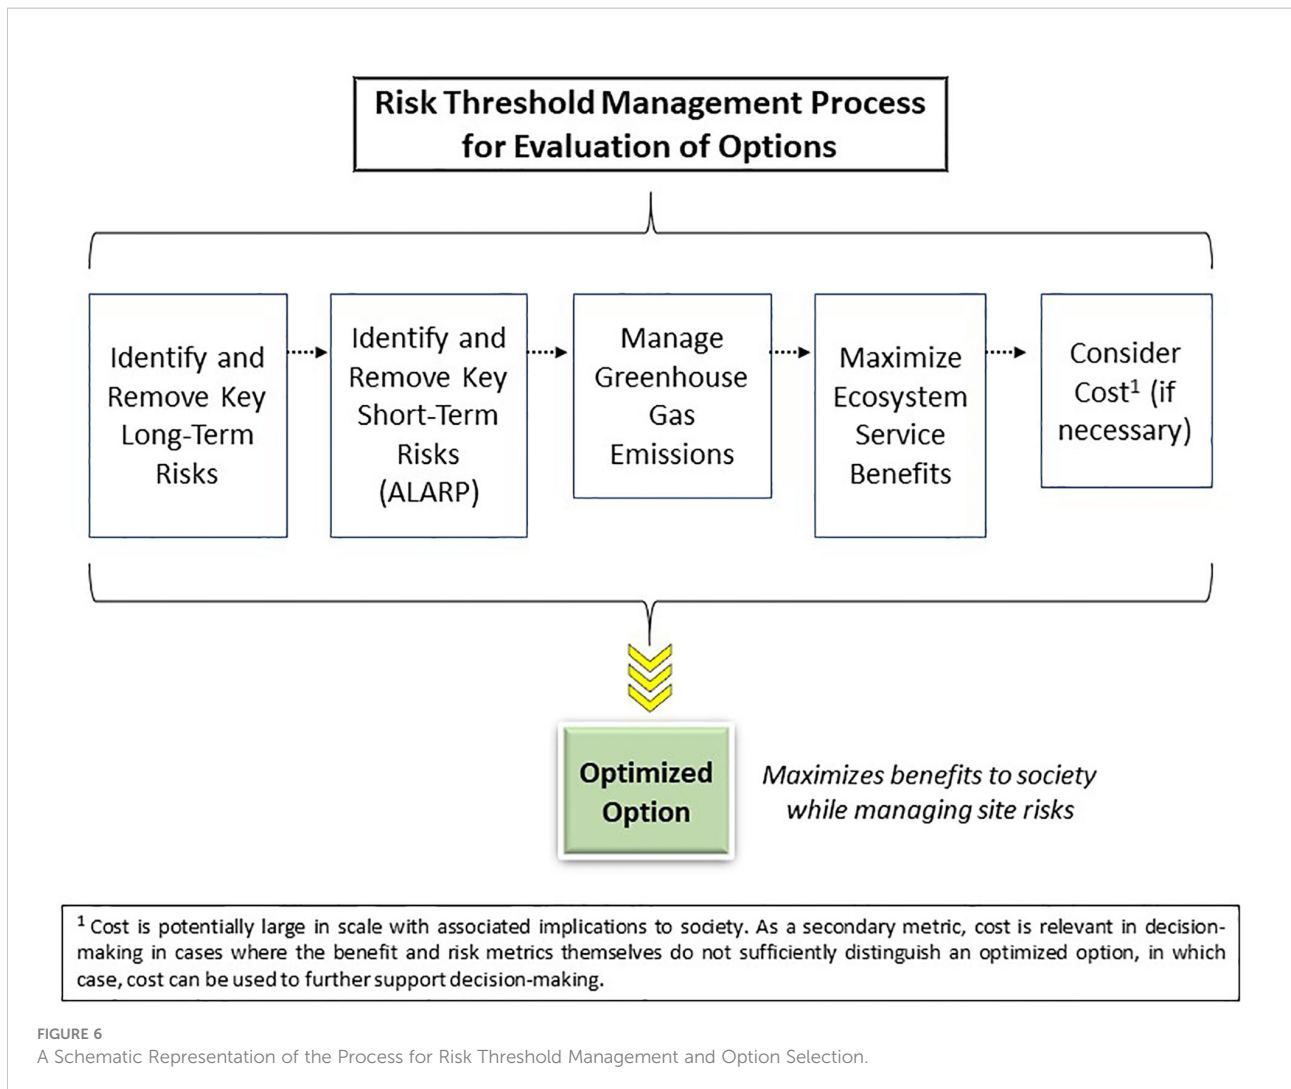 Risk Threshold Management Process
for Evaluation of Options
Identify and
Remove Key
Long-Term
Risks
Identify and
Remove Key
Short-Term
Risks
(ALARP)
Manage
Greenhouse
Gas
Emissions
Maximize
Ecosystem
Service
Benefits
Consider
Cost¹ (if
necessary)
Optimized
Option
Maximizes benefits to society
while managing site risks
¹ Cost is potentially large in scale with associated implications to society. As a secondary metric, cost is relevant in decision-
making in cases where the benefit and risk metrics themselves do not sufficiently distinguish an optimized option, in which
case, cost can be used to further support decision-making.
FIGURE 6
A Schematic Representation of the Process for Risk Threshold Management and Option Selection.